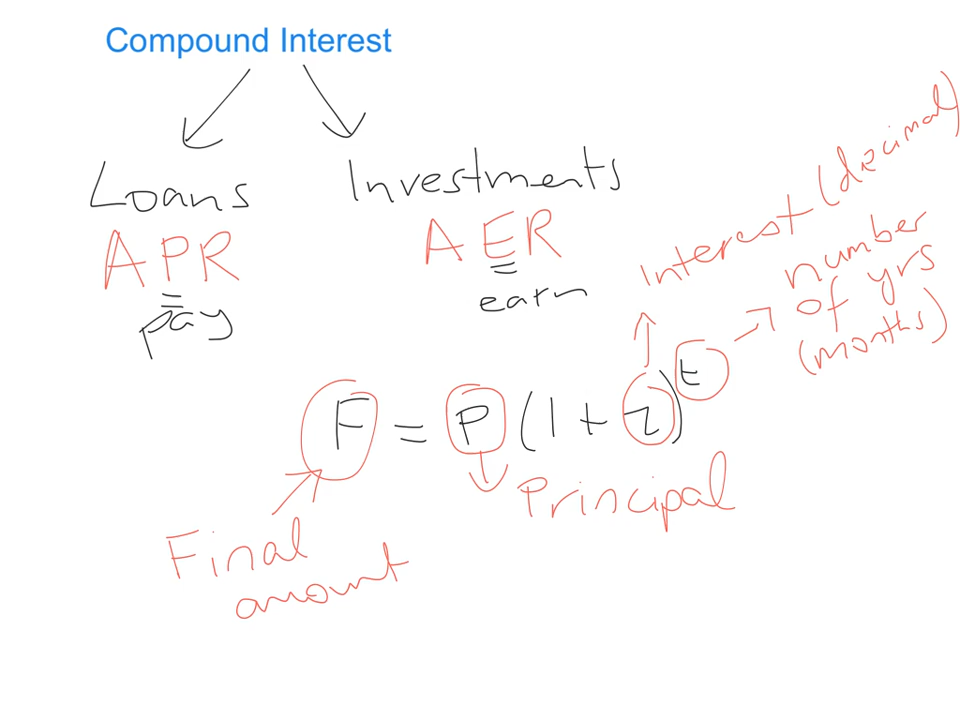 Compound Interest
Loans
Investments
APR
AER
pay
earn
Interest (decimal)
number
of yrs
(months)
F = P(1 + i)^t
Principal
Final
amount